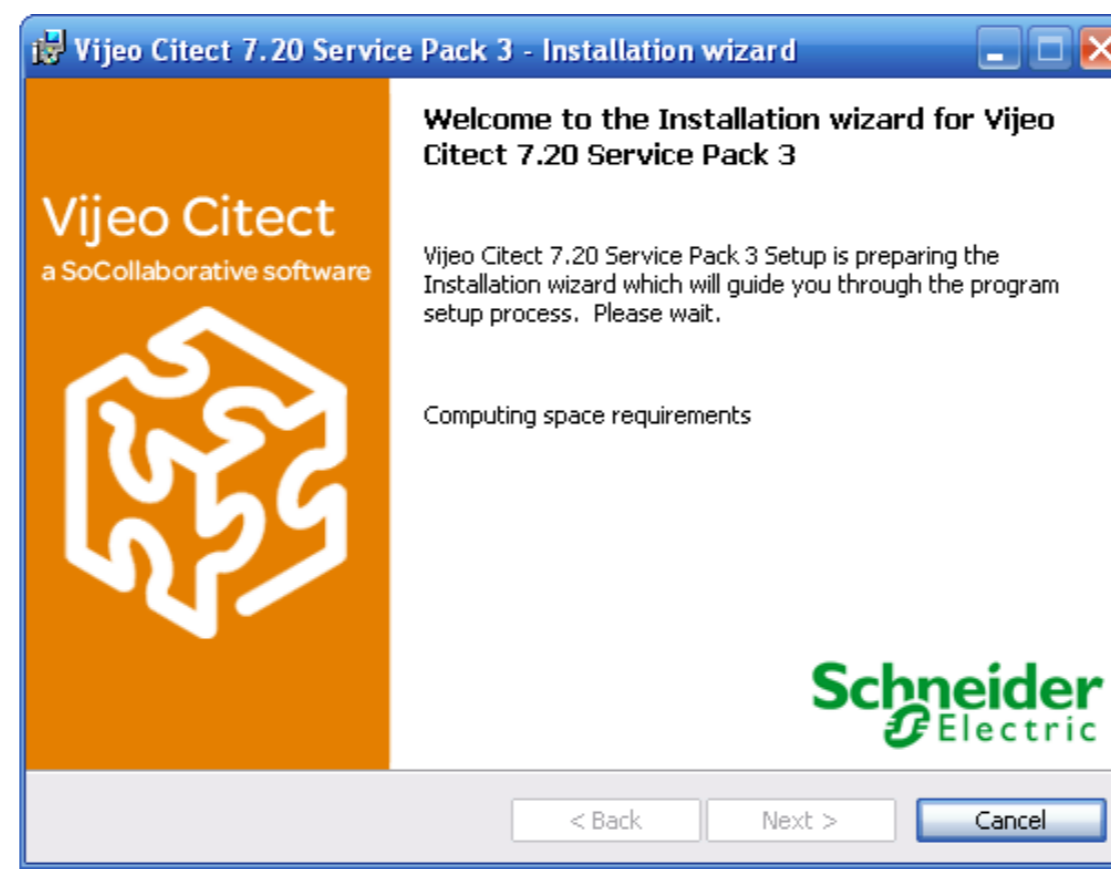 Vijeo Citect 7.20 Service Pack 3 - Installation wizard
Vijeo Citect
a SoCollaborative software
Welcome to the Installation wizard for Vijeo
Citect 7.20 Service Pack 3
Vijeo Citect 7.20 Service Pack 3 Setup is preparing the
Installation wizard which will guide you through the program
setup process.  Please wait.
Computing space requirements
Schneider
Electric
< Back
Next >
Cancel